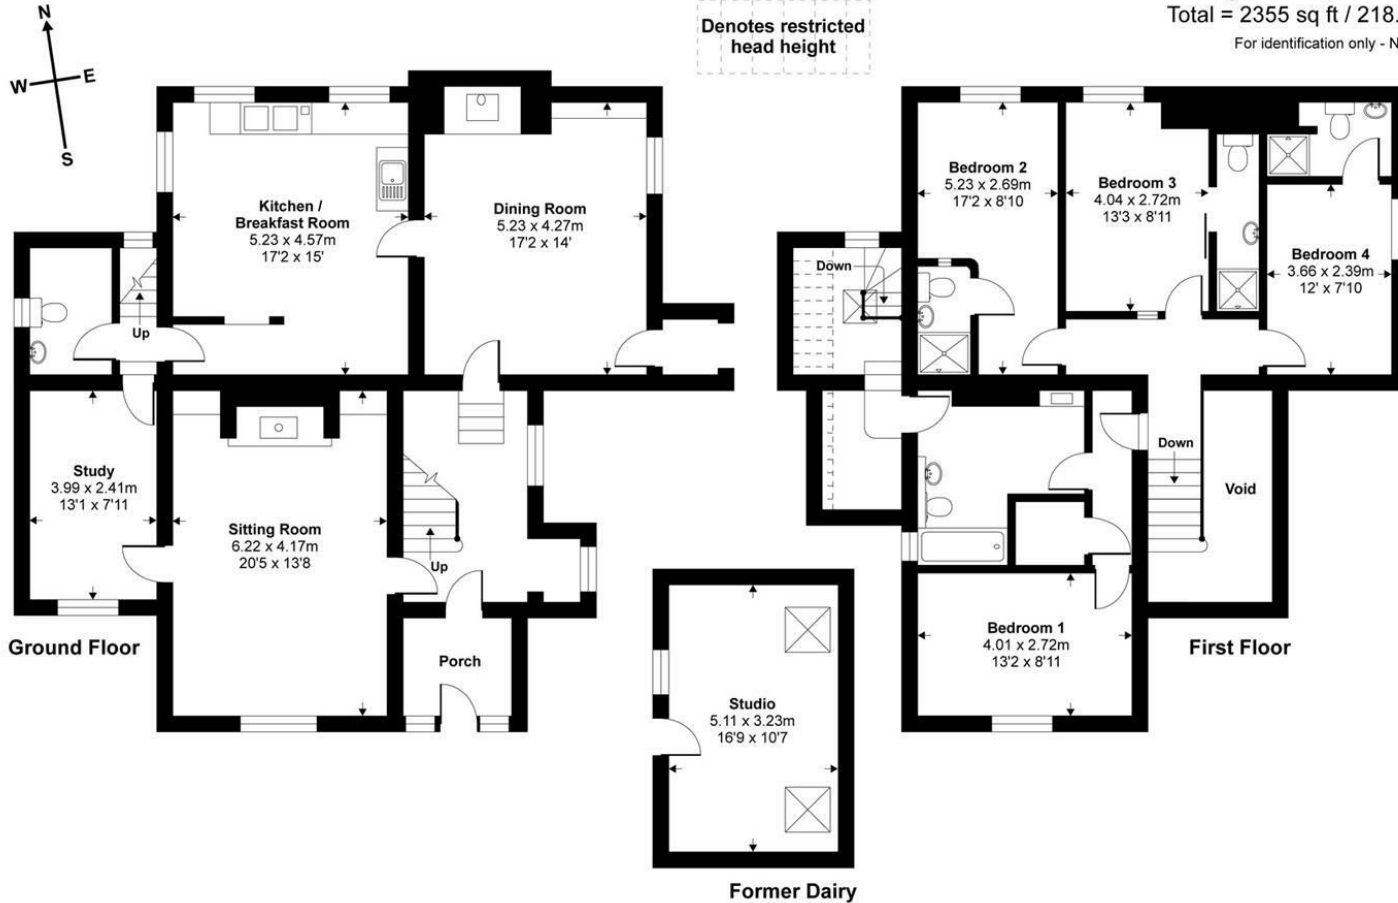 N
W
E
S
Denotes restricted
head height
Total = 2355 sq ft / 218.
For identification only - N
Kitchen /
Breakfast Room
5.23 x 4.57m
17'2 x 15'
Dining Room
5.23 x 4.27m
17'2 x 14'
Up
Study
3.99 x 2.41m
13'1 x 7'11
Sitting Room
6.22 x 4.17m
20'5 x 13'8
Up
Porch
Ground Floor
Studio
5.11 x 3.23m
16'9 x 10'7
Former Dairy
Bedroom 2
5.23 x 2.69m
17'2 x 8'10
Bedroom 3
4.04 x 2.72m
13'3 x 8'11
Bedroom 4
3.66 x 2.39m
12' x 7'10
Down
Down
Void
Bedroom 1
4.01 x 2.72m
13'2 x 8'11
First Floor